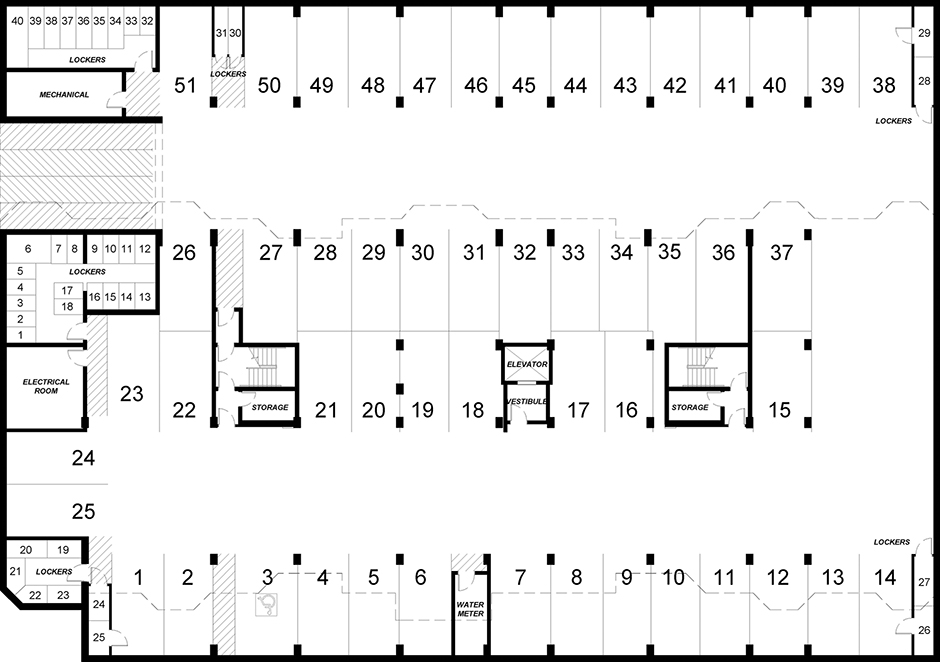 40 39 38 37 36 35 34 33 32
31 30
29
LOCKERS
LOCKERS
51 50 49 48 47 46 45 44 43 42 41 40 39 38
28
MECHANICAL
LOCKERS
6 7 8 9 10 11 12
26 27 28 29 30 31 32 33 34 35 36 37
5
LOCKERS
4
17
16 15 14 13
3
18
2
1
ELEVATOR
ELECTRICAL
ROOM
23
VESTIBULE
22
STORAGE
21 20 19 18 17 16
STORAGE
15
24
25
LOCKERS
20 19
21
LOCKERS
22 23
1 2 3 4 5 6 7 8 9 10 11 12 13 14
27
24
WATER
METER
25
26